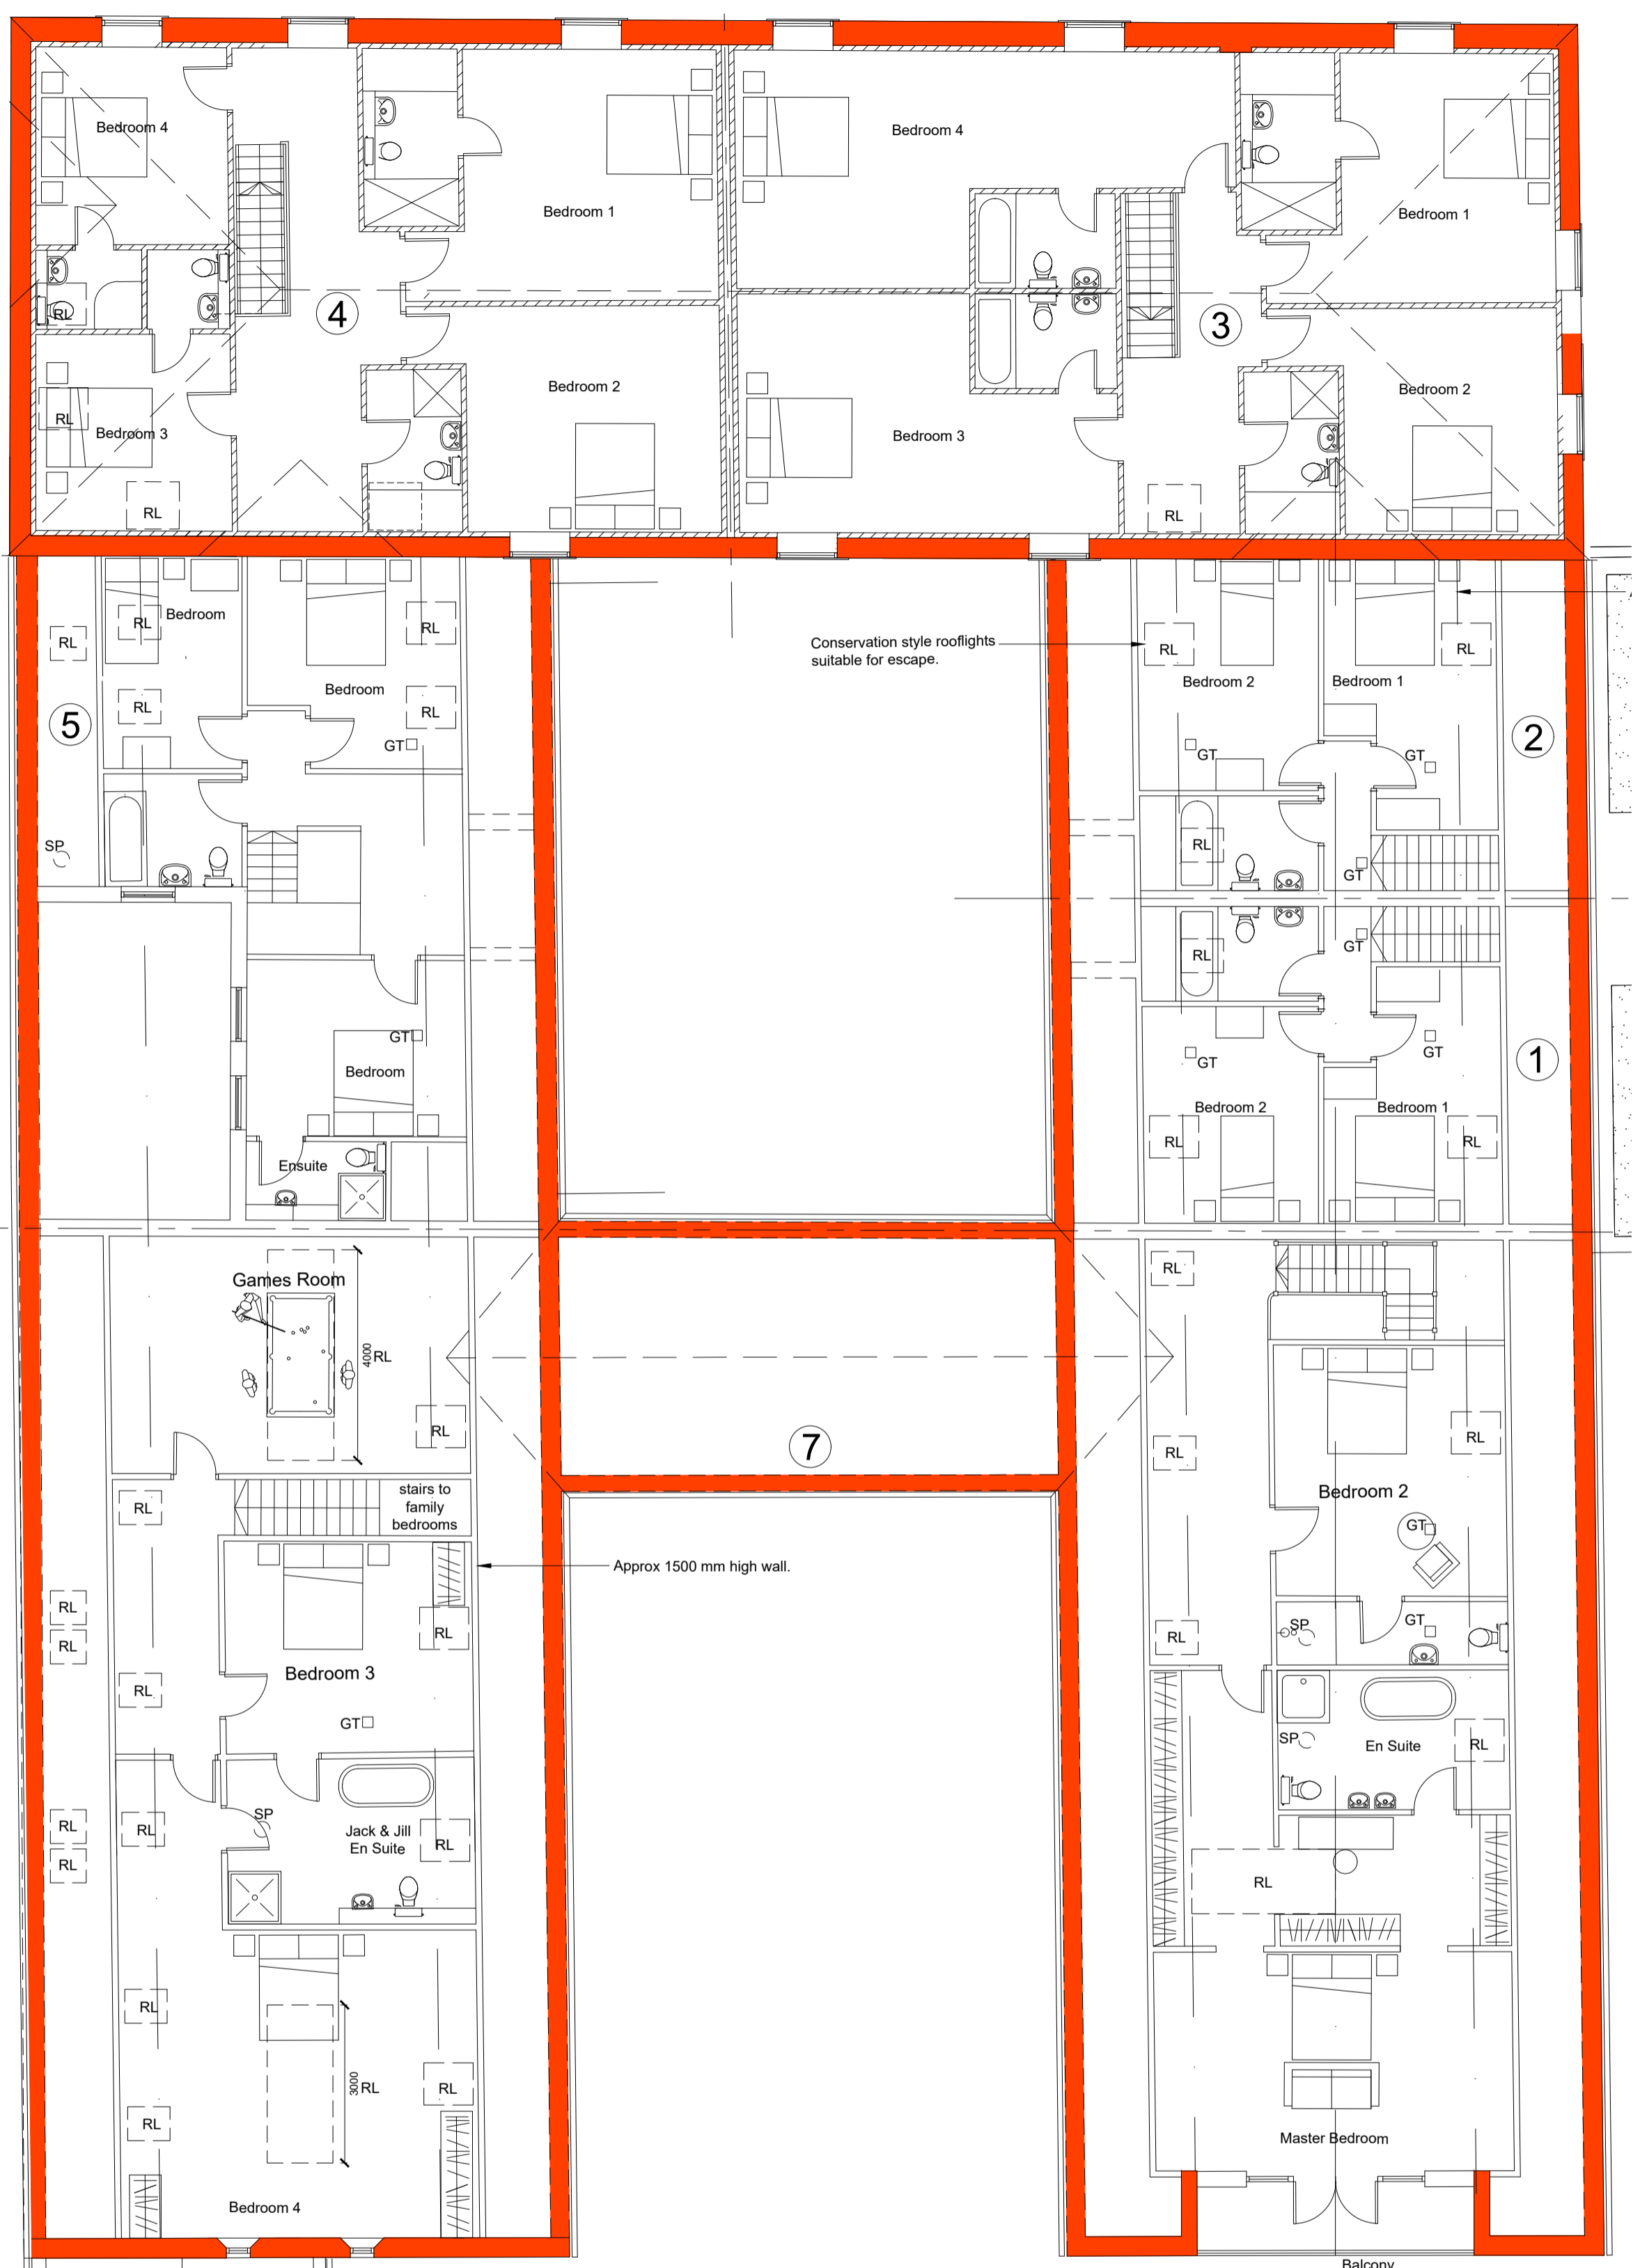 Bedroom 4
Bedroom 1
Bedroom 4
Bedroom 1
RL
4
3
Bedroom 2
Bedroom 2
RL
Bedroom 3
Bedroom 3
RL
RL
Bedroom
RL
RL
RL
Conservation style rooflights
suitable for escape.
RL
RL
Bedroom
Bedroom 2
Bedroom 1
RL
RL
5
2
GT
GT
GT
SP
RL
GT
GT
RL
GT
GT
GT
1
Bedroom
Bedroom 2
Bedroom 1
RL
RL
Ensuite
Games Room
RL
4000
RL
RL
RL
RL
7
stairs to
family
bedrooms
Bedroom 2
RL
GT
Approx 1500 mm high wall.
RL
RL
RL
RL
SP
GT
Bedroom 3
RL
GT
SP
En Suite
RL
SP
RL
RL
Jack & Jill
En Suite
RL
RL
RL
RL
3000
RL
RL
RL
Master Bedroom
Bedroom 4
Balcony